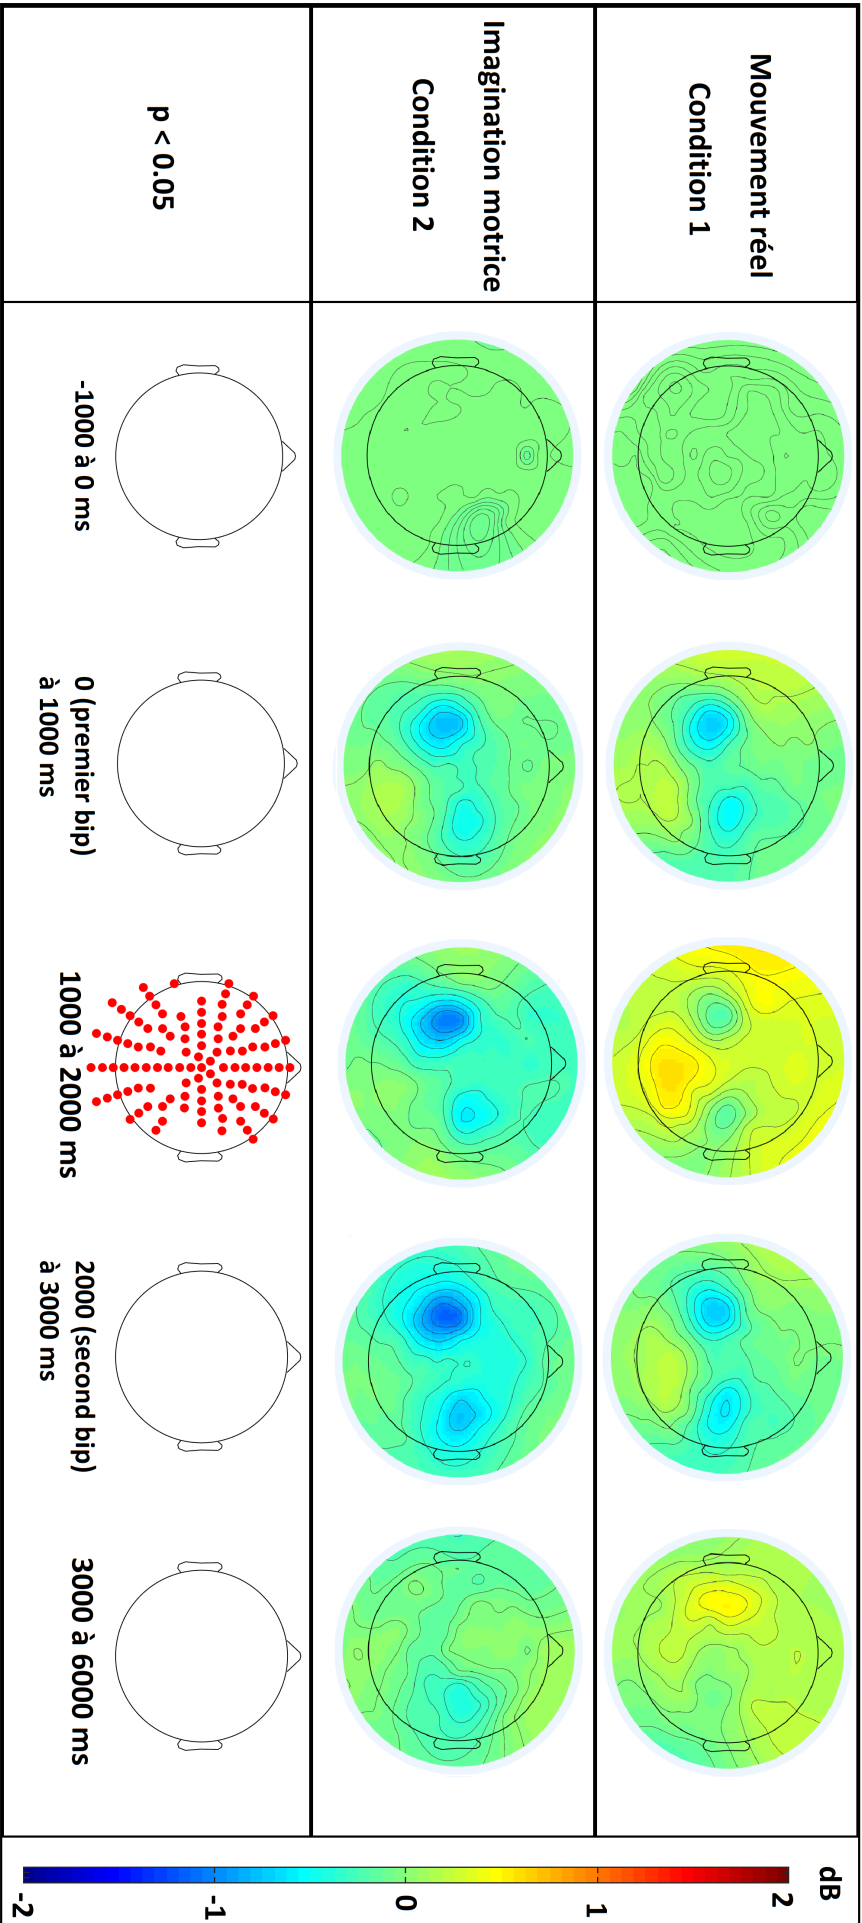 Mouvement réel
Condition 1
Imagination motrice
Condition 2
p < 0.05
-1000 à 0 ms
0 (premier bip)
à 1000 ms
1000 à 2000 ms
2000 (second bip)
à 3000 ms
3000 à 6000 ms
dB
2
1
0
-1
-2